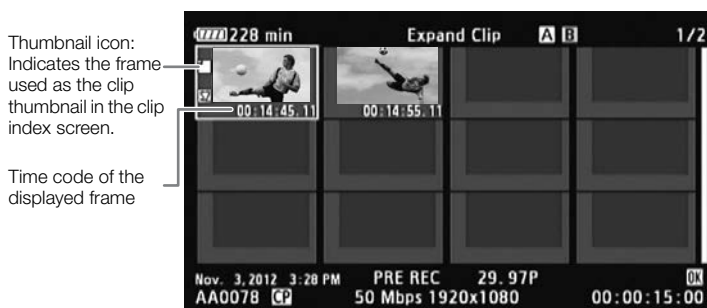 Thumbnail icon:
Indicates the frame
used as the clip
thumbnail in the clip
index screen.
Time code of the
displayed frame
228 min Expand Clip A B 1/2
00:14:45.11 00:14:55.11
Nov. 3,2012 3:28 PM PRE REC 29.97P OK
AA0078 CP 50 Mbps 1920x1080 00:00:15:00